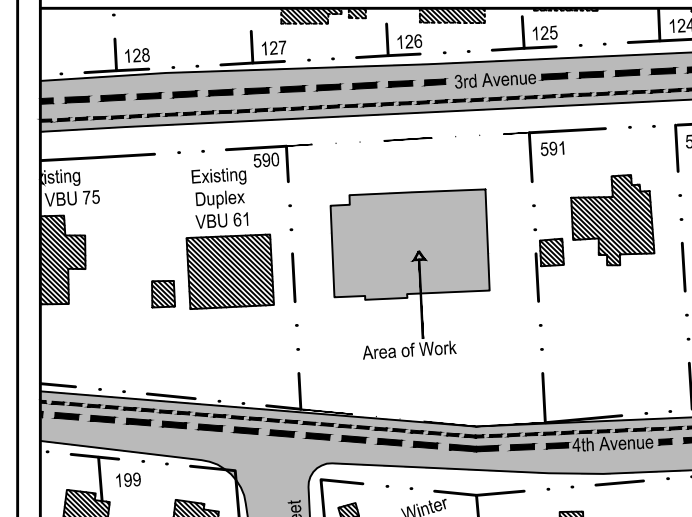 124
125
126
127
128
3rd Avenue
590
591
Existing
Duplex
VBU 61
VBU 75
Area of Work
4th Avenue
199
Winter